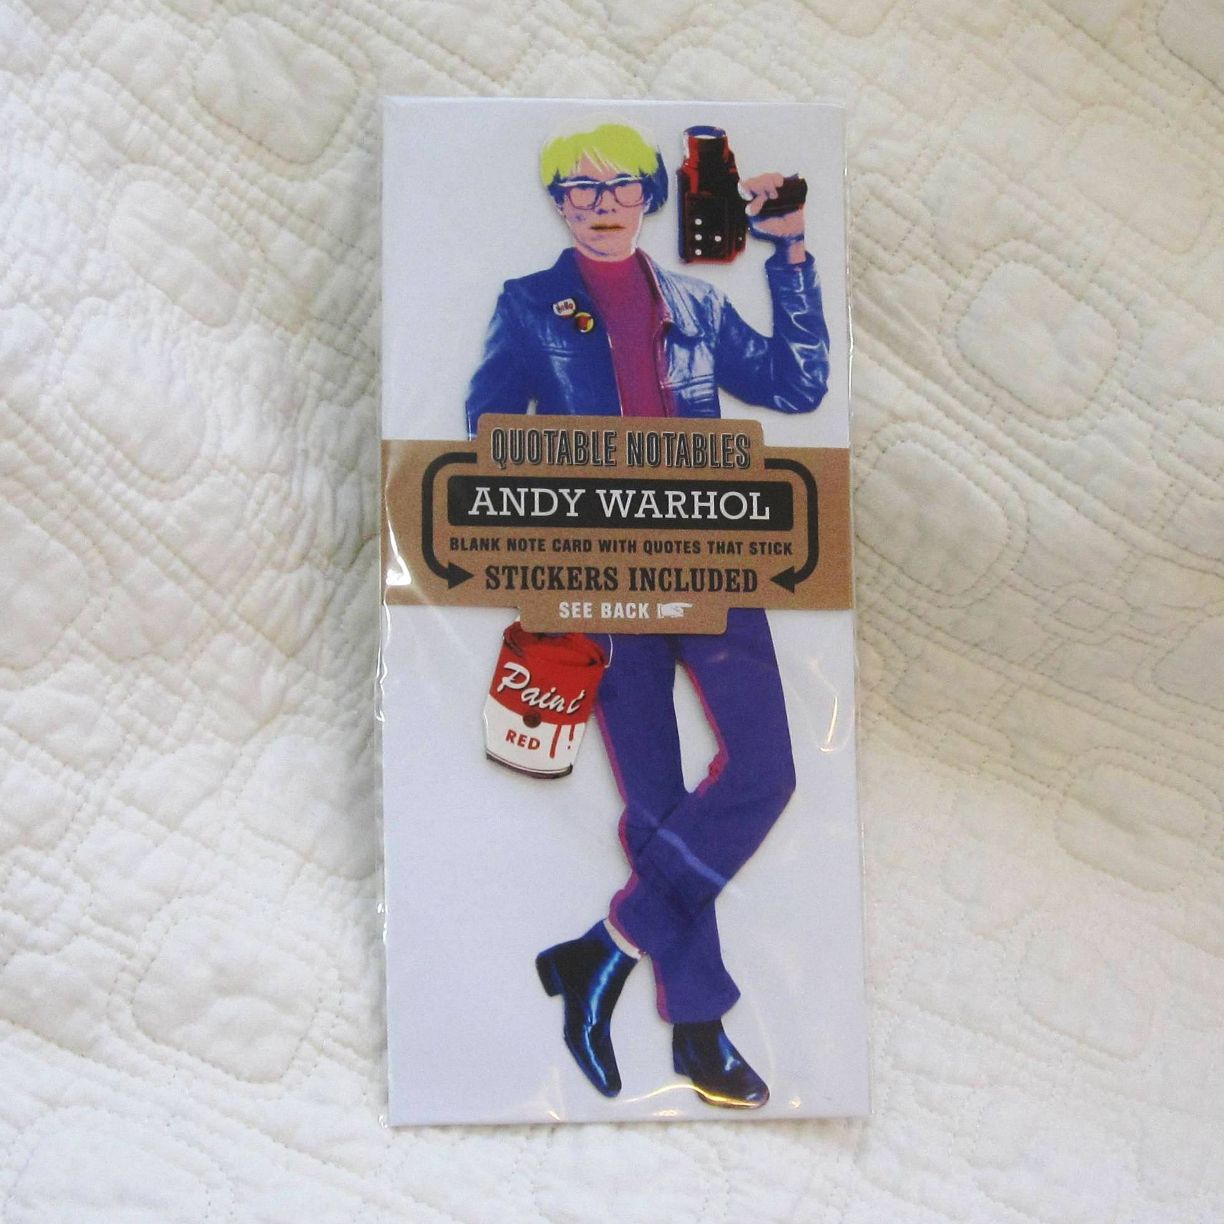 QUOTABLE NOTABLES
ANDY WARHOL
BLANK NOTE CARD WITH QUOTES THAT STICK
STICKERS INCLUDED
SEE BACK
Paint
RED